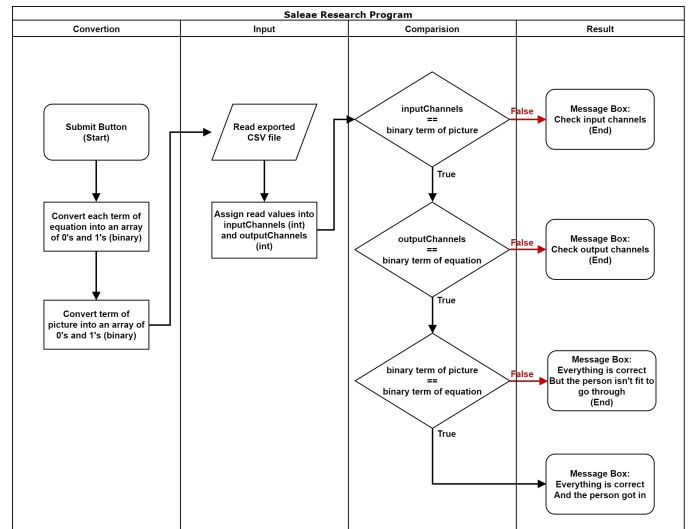 Saleae Research Program
Convertion
Input
Comparision
Result
Submit Button
(Start)
Convert each term of
equation into an array
of 0's and 1's (binary)
Convert term of
picture into an array of
0's and 1's (binary)
Read exported
CSV file
Assign read values into
inputChannels (int)
and outputChannels
(int)
inputChannels
==
binary term of picture
False
True
Message Box:
Check input channels
(End)
outputChannels
==
binary term of equation
False
True
Message Box:
Check output channels
(End)
binary term of picture
==
binary term of equation
False
True
Message Box:
Everything is correct
But the person isn't fit to
go through
(End)
Message Box:
Everything is correct
And the person got in